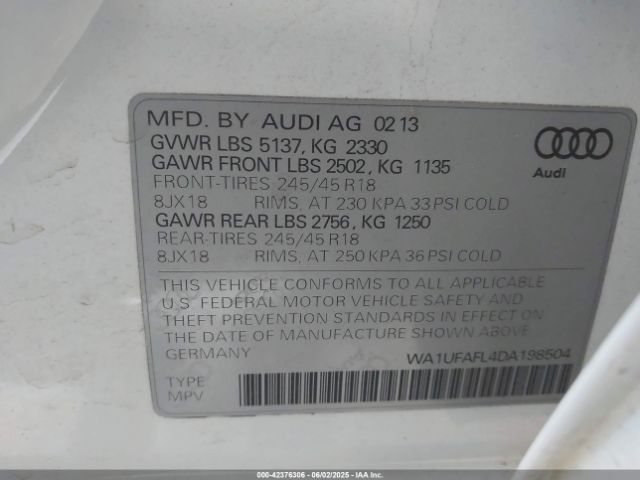 MFD. BY AUDI AG 02 13
GVWR LBS 5137, KG 2330
GAWR FRONT LBS 2502, KG 1135
FRONT-TIRES 245/45 R18
8JX18 RIMS, AT 230 KPA 33 PSI COLD
GAWR REAR LBS 2756, KG 1250
REAR-TIRES 245/45 R18
8JX18 RIMS, AT 250 KPA 36 PSI COLD
Audi
THIS VEHICLE CONFORMS TO ALL APPLICABLE
U.S. FEDERAL MOTOR VEHICLE SAFETY AND
THEFT PREVENTION STANDARDS IN EFFECT ON
THE DATE OF MANUFACTURE SHOWN ABOVE.
GERMANY WA1UFAFL4DA198504
TYPE
MPV
000-42376306 - 06/02/2025 - IAAI.COM